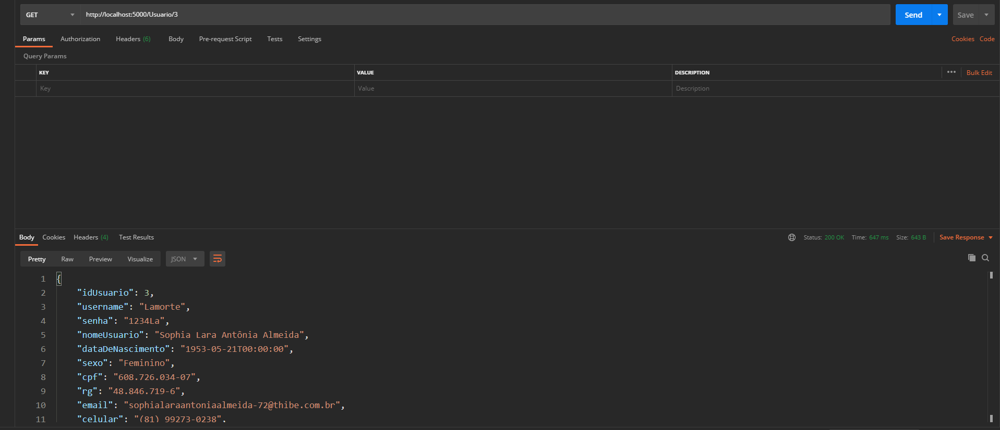 GET http://localhost:5000/Usuario/3 Send Save
Params Authorization Headers (6) Body Pre-request Script Tests Settings Cookies Code
Query Params
KEY VALUE DESCRIPTION ••• Bulk Edit
Key Value Description
Body Cookies Headers (4) Test Results Status: 200 OK Time: 647 ms Size: 643 B Save Response
Pretty Raw Preview Visualize JSON
1 {
2 "idUsuario": 3,
3 "username": "Lamorte",
4 "senha": "1234La",
5 "nomeUsuario": "Sophia Lara Antônia Almeida",
6 "dataDeNascimento": "1953-05-21T00:00:00",
7 "sexo": "Feminino",
8 "cpf": "608.726.034-07",
9 "rg": "48.846.719-6",
10 "email": "sophialaraantoniaalmeida-72@thibe.com.br",
11 "celular": "(81) 99273-0238",